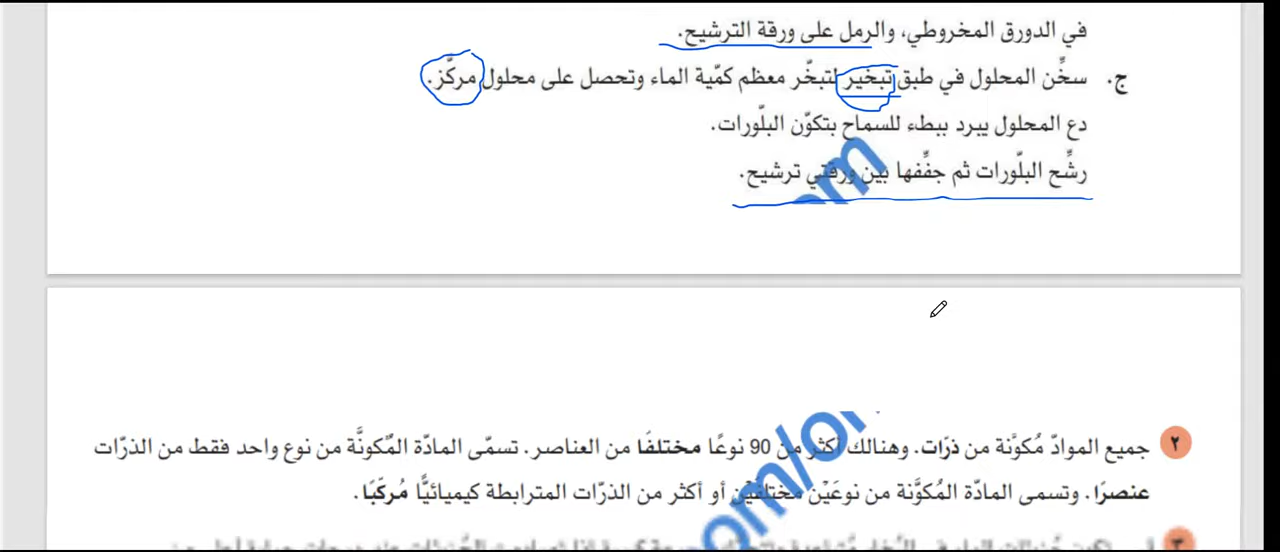 في الدورق المخروطي، والرمل على ورقة الترشيح.
ج. سخِّن المحلول في طبق تبخير لتبخّر معظم كمّية الماء وتحصل على محلول مركَّز.
دع المحلول يبرد ببطء للسماح بتكوّن البلّورات.
رشِّح البلّورات ثم جفِّفها بين ورقتي ترشيح.
٢ جميع الموادّ مُكوَّنة من ذرّات. وهنالك أكثر من 90 نوعًا مختلفًا من العناصر. تسمّى المادّة المُكونَّة من نوع واحد فقط من الذرّات
عنصرًا. وتسمى المادّة المُكوَّنة من نوعَيْن مختلفَيْن أو أكثر من الذرّات المترابطة كيميائيًّا مُركبًا.
٣